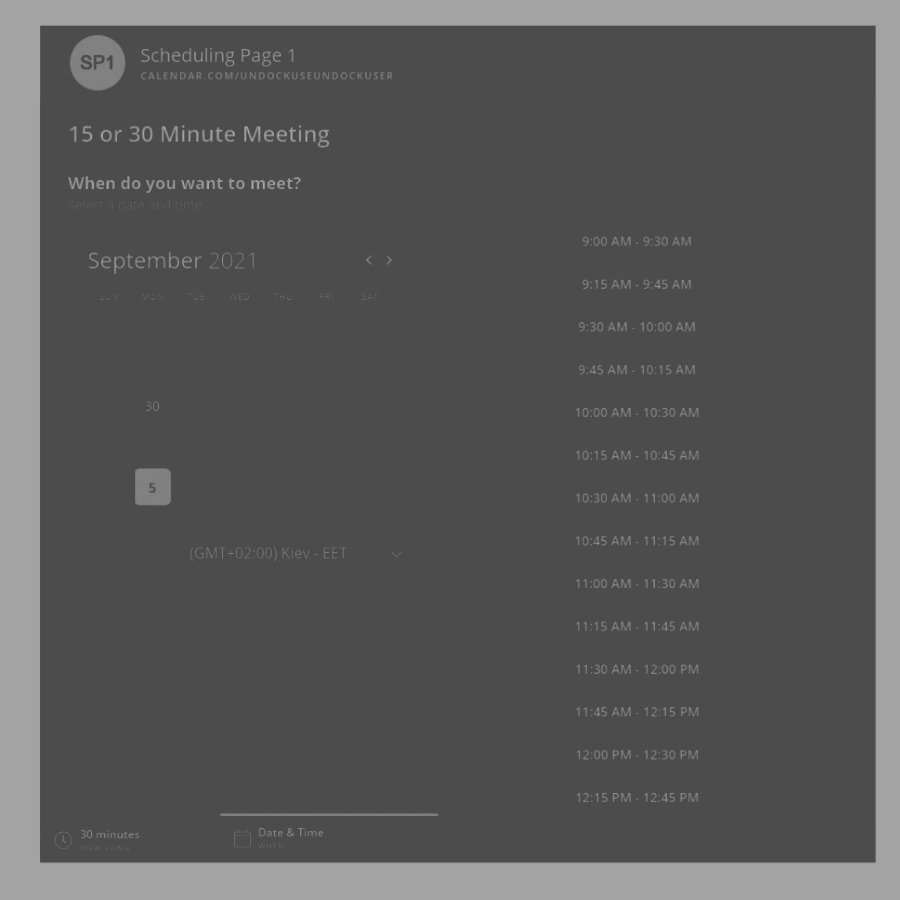 SP1
Scheduling Page 1
CALENDAR.COM/UNDOCKUSEUNDOCKUSER
15 or 30 Minute Meeting
When do you want to meet?
Select a date and time
September 2021
SUN MON TUE WED THU FRI SAT
30
5
(GMT+02:00) Kiev - EET
9:00 AM - 9:30 AM
9:15 AM - 9:45 AM
9:30 AM - 10:00 AM
9:45 AM - 10:15 AM
10:00 AM - 10:30 AM
10:15 AM - 10:45 AM
10:30 AM - 11:00 AM
10:45 AM - 11:15 AM
11:00 AM - 11:30 AM
11:15 AM - 11:45 AM
11:30 AM - 12:00 PM
11:45 AM - 12:15 PM
12:00 PM - 12:30 PM
12:15 PM - 12:45 PM
30 minutes
HOW LONG
Date & Time
WHEN